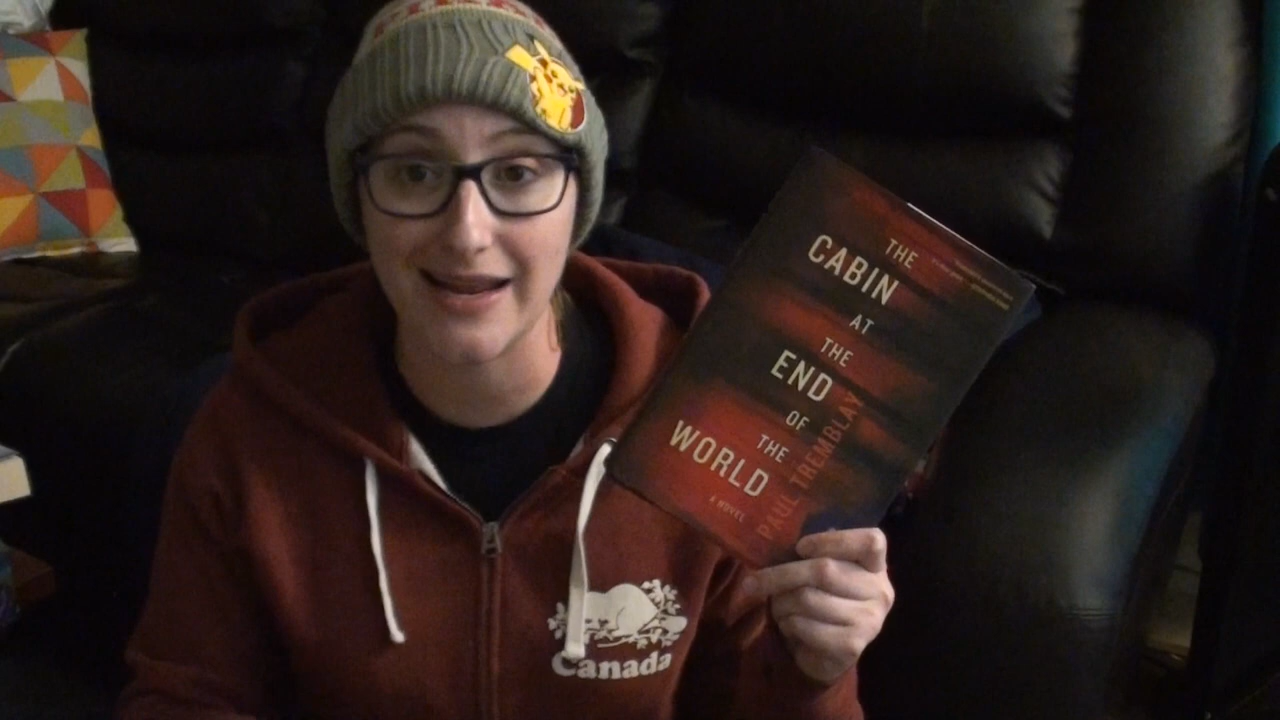 THE
CABIN
AT
THE
END
OF
THE
WORLD
A NOVEL
PAUL TREMBLAY
Canada